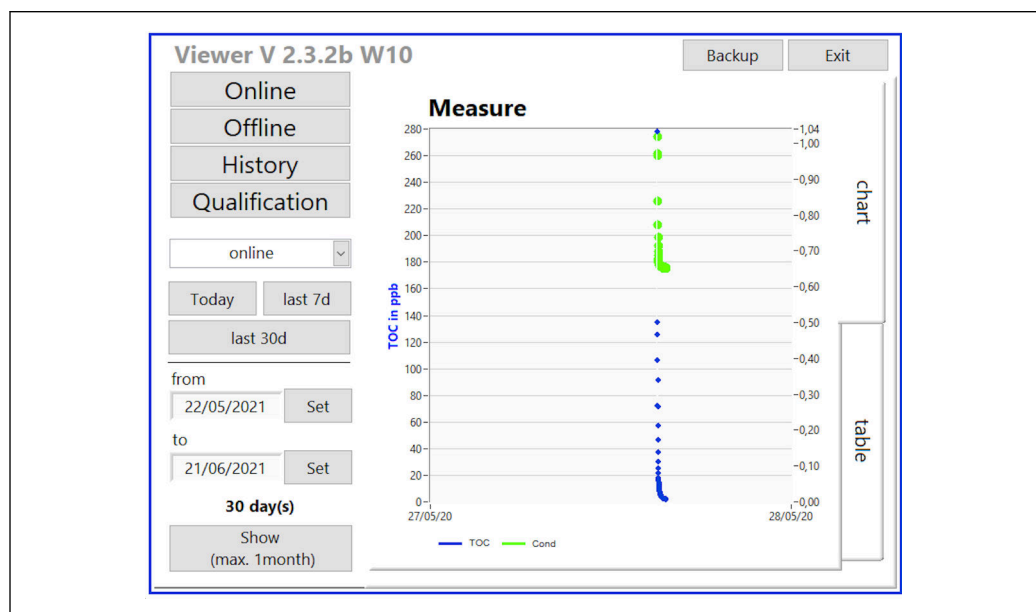 Viewer V 2.3.2b W10
Backup
Exit
Online
Offline
History
Qualification
online
Today
last 7d
last 30d
from
22/05/2021
Set
to
21/06/2021
Set
30 day(s)
Show
(max. 1month)
Measure
TOC in ppb
280
260
240
220
200
180
160
140
120
100
80
60
40
20
0
1,04
1,00
0,90
0,80
0,70
0,60
0,50
0,40
0,30
0,20
0,10
0,00
27/05/20
28/05/20
TOC
Cond
chart
table